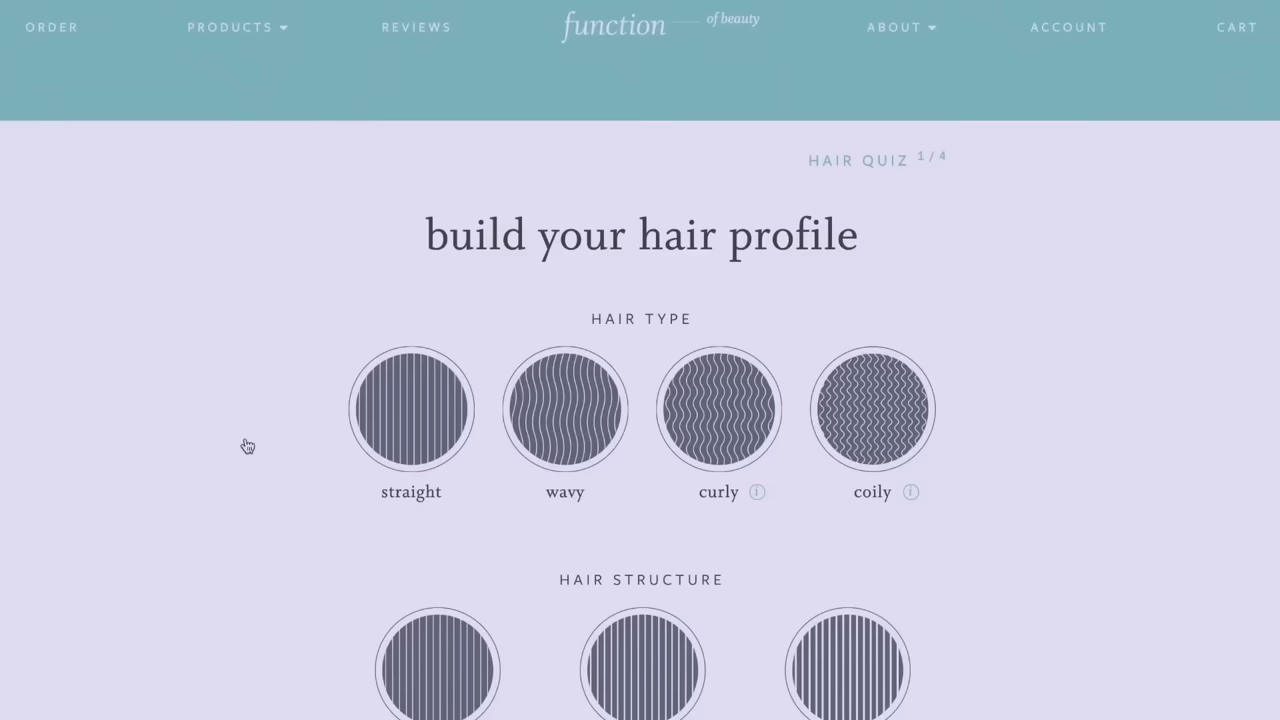 ORDER PRODUCTS REVIEWS function of beauty ABOUT ACCOUNT CART
HAIR QUIZ 1/4
build your hair profile
HAIR TYPE
straight wavy curly i coily i
HAIR STRUCTURE